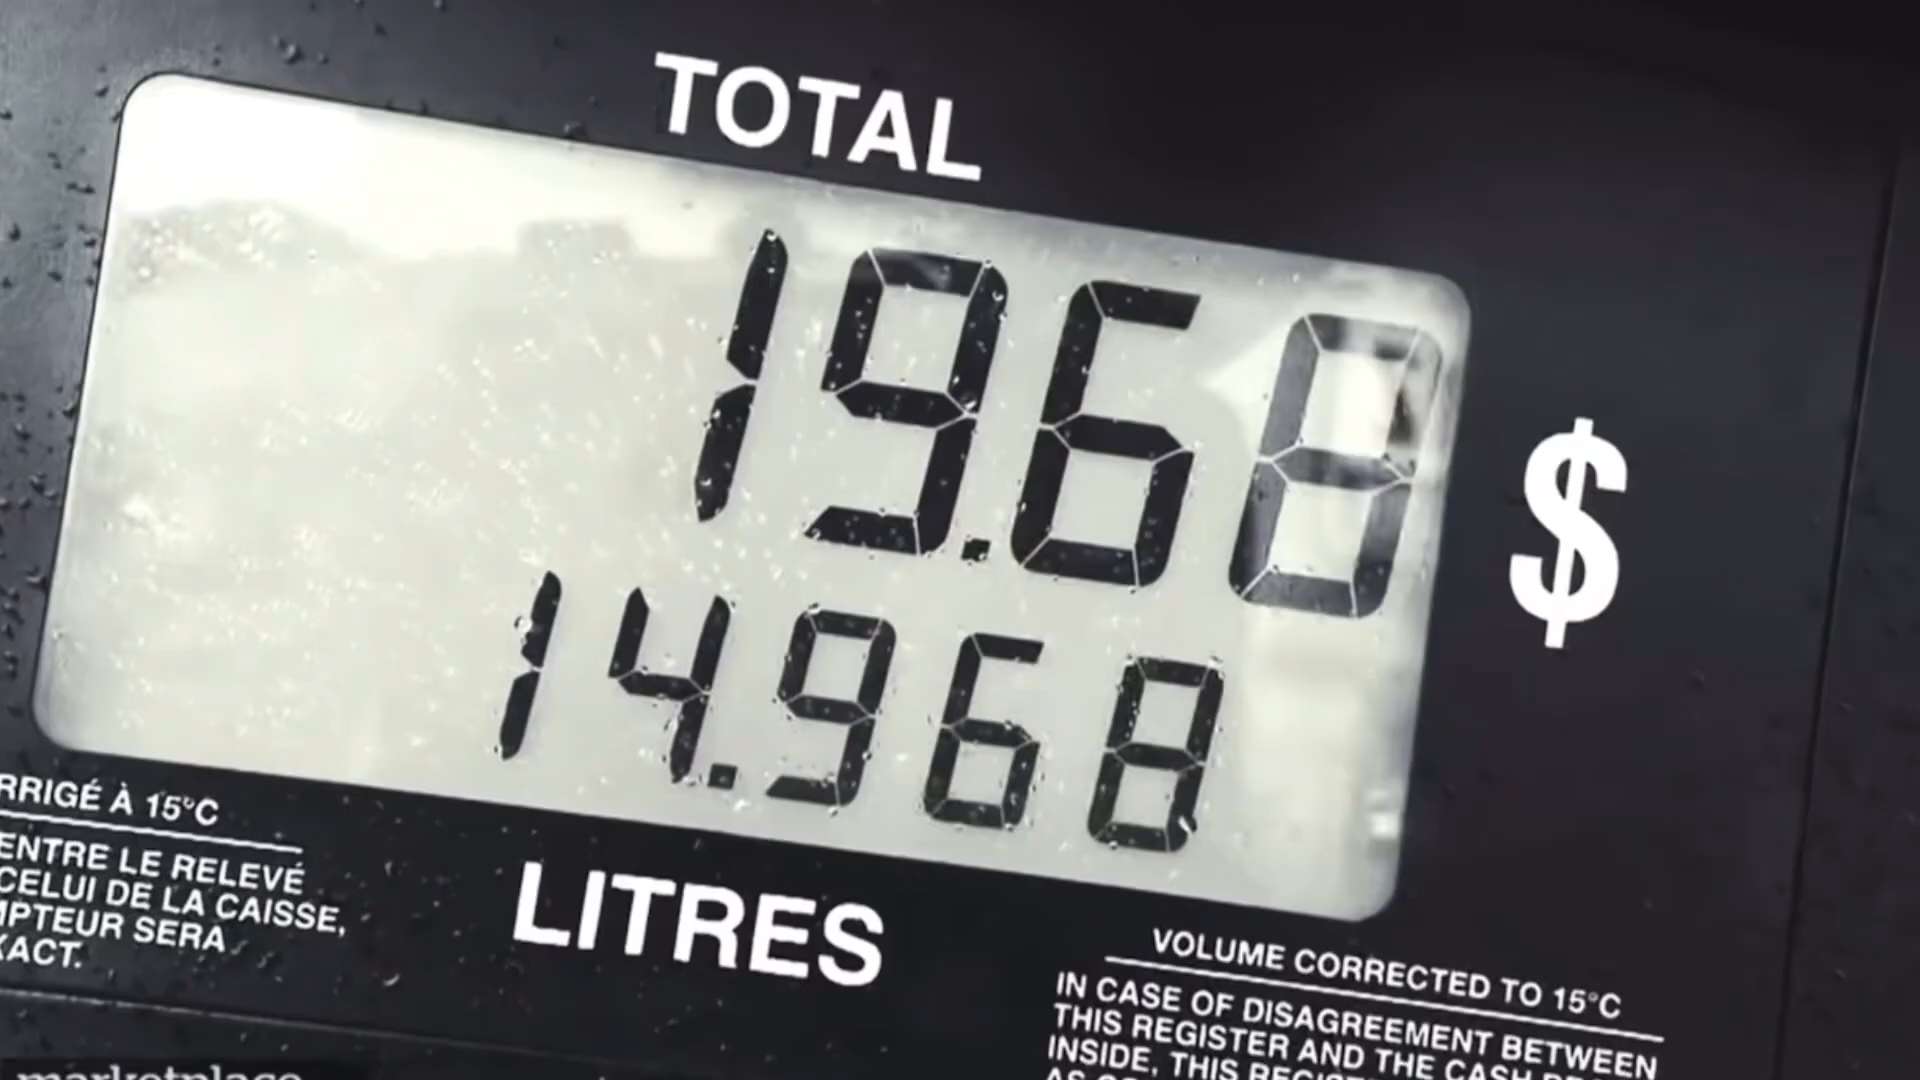 TOTAL
19.68
$
14.968
LITRES
RRIGÉ À 15°C
ENTRE LE RELEVÉ
CELUI DE LA CAISSE,
MPTEUR SERA
XACT.
VOLUME CORRECTED TO 15°C
IN CASE OF DISAGREEMENT BETWEEN
THIS REGISTER AND THE CASH
INSIDE, THIS
marketplace